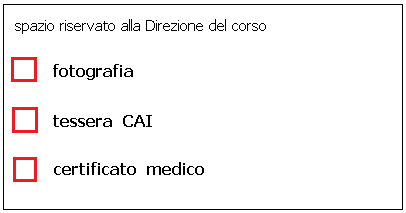 spazio riservato alla Direzione del corso
fotografia
tessera CAI
certificato medico